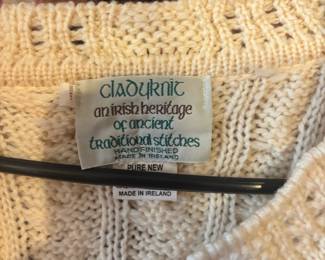 cladyknit
an irish heritage
of ancient
traditional stitches
HANDFINISHED
MADE IN IRELAND
PURE NEW
MADE IN IRELAND